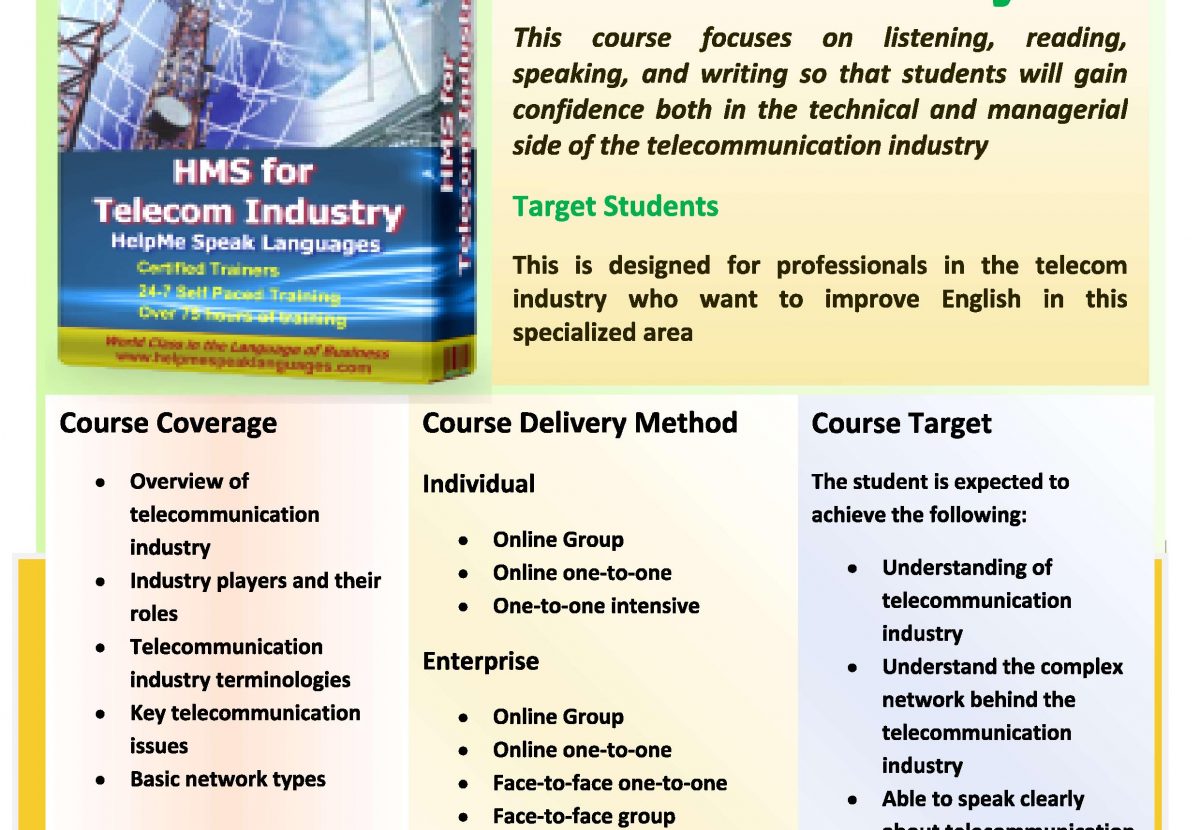 This course focuses on listening, reading,
speaking, and writing so that students will gain
confidence both in the technical and managerial
side of the telecommunication industry
Target Students
This is designed for professionals in the telecom
industry who want to improve English in this
specialized area
HMS for
Telecom Industry
HelpMe Speak Languages
Certified Trainers
24-7 Self Paced Training
Over 75 hours of training
World Class in the Language of Business
www.helpmespeaklanguages.com
HMS for
Course Coverage
• Overview of
telecommunication
industry
• Industry players and their
roles
• Telecommunication
industry terminologies
• Key telecommunication
issues
• Basic network types
Course Delivery Method
Individual
• Online Group
• Online one-to-one
• One-to-one intensive
Enterprise
• Online Group
• Online one-to-one
• Face-to-face one-to-one
• Face-to-face group
Course Target
The student is expected to
achieve the following:
• Understanding of
telecommunication
industry
• Understand the complex
network behind the
telecommunication
industry
• Able to speak clearly
about telecommunication